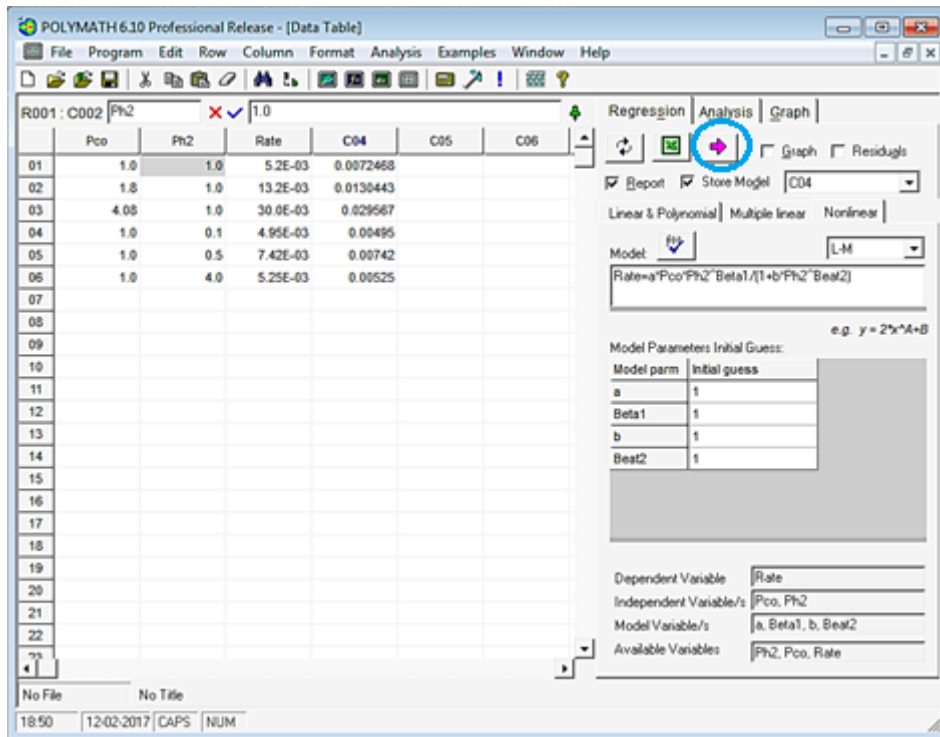 POLYMATH 6.10 Professional Release - [Data Table]
File Program Edit Row Column Format Analysis Examples Window Help
R001 : C002 Ph2 1.0
Pco Ph2 Rate C04 C05 C06
01 1.0 1.0 5.2E-03 0.0072468
02 1.8 1.0 13.2E-03 0.0130443
03 4.08 1.0 30.0E-03 0.029567
04 1.0 0.1 4.95E-03 0.00495
05 1.0 0.5 7.42E-03 0.00742
06 1.0 4.0 5.25E-03 0.00525
07
08
09
10
11
12
13
14
15
16
17
18
19
20
21
22
Regression Analysis Graph
Graph Residuals
Report Store Model C04
Linear & Polynomial Multiple linear Nonlinear
Model: L-M
Rate=a*Pco*Ph2^Beta1/(1+b*Ph2^Beat2)
e.g. y = 2*x^A+B
Model Parameters Initial Guess:
Model parm Initial guess
a 1
Beta1 1
b 1
Beat2 1
Dependent Variable Rate
Independent Variable/s Pco, Ph2
Model Variable/s a, Beta1, b, Beat2
Available Variables Ph2, Pco, Rate
No File No Title
18:50 12-02-2017 CAPS NUM